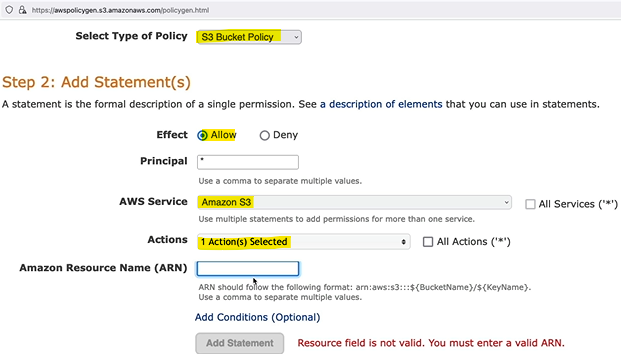 https://awspolicygen.s3.amazonaws.com/policygen.html
Select Type of Policy S3 Bucket Policy
Step 2: Add Statement(s)
A statement is the formal description of a single permission. See a description of elements that you can use in statements.
Effect Allow Deny
Principal *
Use a comma to separate multiple values.
AWS Service Amazon S3 All Services ('*')
Use multiple statements to add permissions for more than one service.
Actions 1 Action(s) Selected All Actions ('*')
Amazon Resource Name (ARN)
ARN should follow the following format: arn:aws:s3:::${BucketName}/${KeyName}.
Use a comma to separate multiple values.
Add Conditions (Optional)
Add Statement Resource field is not valid. You must enter a valid ARN.